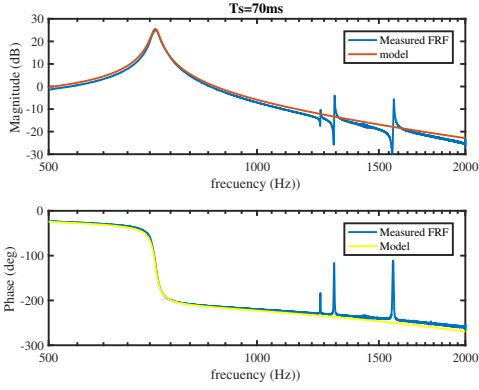 Ts=70ms
Magnitude (dB)
30
20
10
0
-10
-20
-30
Measured FRF
model
500
1000
1500
2000
frecuency (Hz))
Phase (deg)
0
-100
-200
-300
Measured FRF
Model
500
1000
1500
2000
frecuency (Hz))